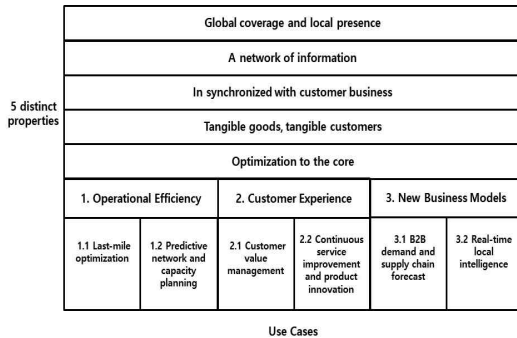 Global coverage and local presence
A network of information
In synchronized with customer business
5 distinct
properties
Tangible goods, tangible customers
Optimization to the core
1. Operational Efficiency
2. Customer Experience
3. New Business Models
1.1 Last-mile
optimization
1.2 Predictive
network and
capacity
planning
2.1 Customer
value
management
2.2 Continuous
service
improvement
and product
innovation
3.1 B2B
demand and
supply chain
forecast
3.2 Real-time
local
intelligence
Use Cases